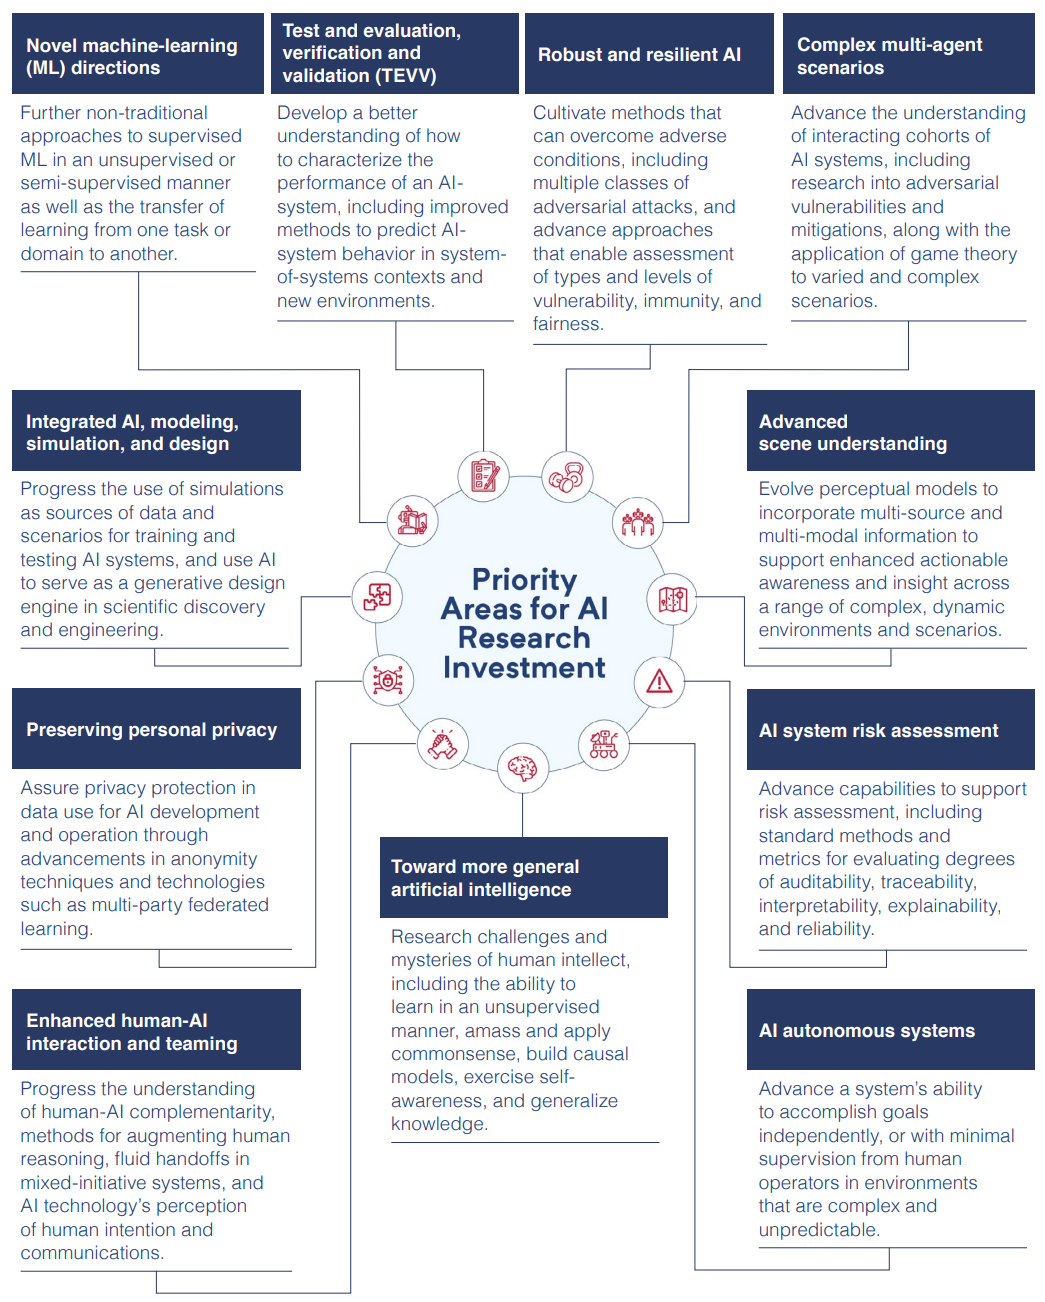 Novel machine-learning
(ML) directions
Further non-traditional
approaches to supervised
ML in an unsupervised or
semi-supervised manner
as well as the transfer of
learning from one task or
domain to another.
Test and evaluation,
verification and
validation (TEVV)
Develop a better
understanding of how
to characterize the
performance of an AI-
system, including improved
methods to predict AI-
system behavior in system-
of-systems contexts and
new environments.
Robust and resilient AI
Cultivate methods that
can overcome adverse
conditions, including
multiple classes of
adversarial attacks, and
advance approaches
that enable assessment
of types and levels of
vulnerability, immunity, and
fairness.
Complex multi-agent
scenarios
Advance the understanding
of interacting cohorts of
AI systems, including
research into adversarial
vulnerabilities and
mitigations, along with the
application of game theory
to varied and complex
scenarios.
Integrated AI, modeling,
simulation, and design
Progress the use of simulations
as sources of data and
scenarios for training and
testing AI systems, and use AI
to serve as a generative design
engine in scientific discovery
and engineering.
Priority
Areas for AI
Research
Investment
Advanced
scene understanding
Evolve perceptual models to
incorporate multi-source and
multi-modal information to
support enhanced actionable
awareness and insight across
a range of complex, dynamic
environments and scenarios.
Preserving personal privacy
Assure privacy protection in
data use for AI development
and operation through
advancements in anonymity
techniques and technologies
such as multi-party federated
learning.
AI system risk assessment
Advance capabilities to support
risk assessment, including
standard methods and
metrics for evaluating degrees
of auditability, traceability,
interpretability, explainability,
and reliability.
Toward more general
artificial intelligence
Research challenges and
mysteries of human intellect,
including the ability to
learn in an unsupervised
manner, amass and apply
commonsense, build causal
models, exercise self-
awareness, and generalize
knowledge.
Enhanced human-AI
interaction and teaming
Progress the understanding
of human-AI complementarity,
methods for augmenting human
reasoning, fluid handoffs in
mixed-initiative systems, and
AI technology's perception
of human intention and
communications.
AI autonomous systems
Advance a system's ability
to accomplish goals
independently, or with minimal
supervision from human
operators in environments
that are complex and
unpredictable.